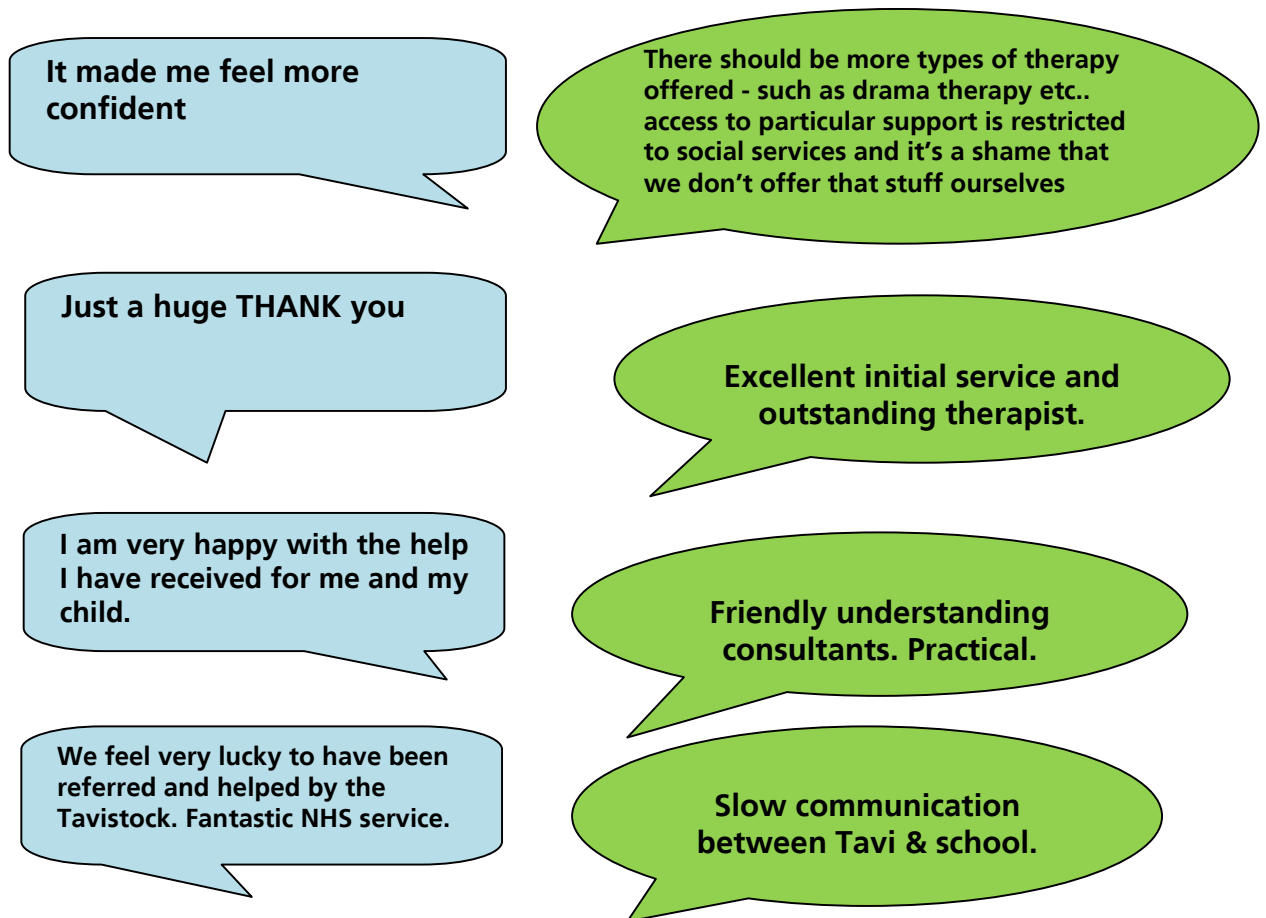 It made me feel more
confident
There should be more types of therapy
offered - such as drama therapy etc..
access to particular support is restricted
to social services and it’s a shame that
we don’t offer that stuff ourselves
Just a huge THANK you
Excellent initial service and
outstanding therapist.
I am very happy with the help
I have received for me and my
child.
Friendly understanding
consultants. Practical.
We feel very lucky to have been
referred and helped by the
Tavistock. Fantastic NHS service.
Slow communication
between Tavi & school.